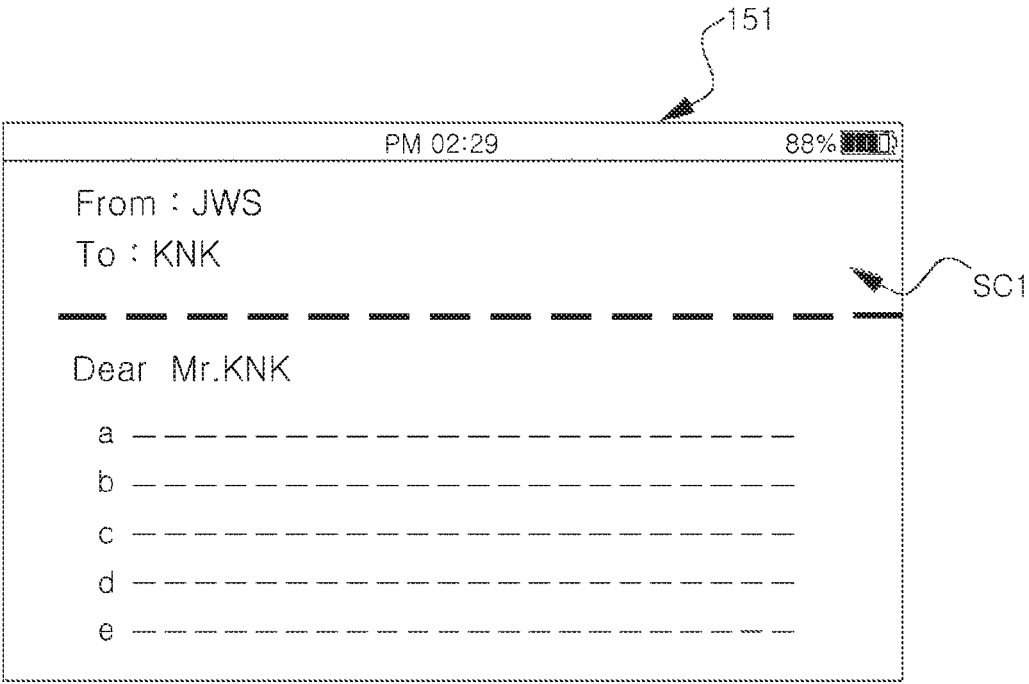 151
PM 02:29 88%
From : JWS
To : KNK
SC1
Dear Mr.KNK
a
b
c
d
e